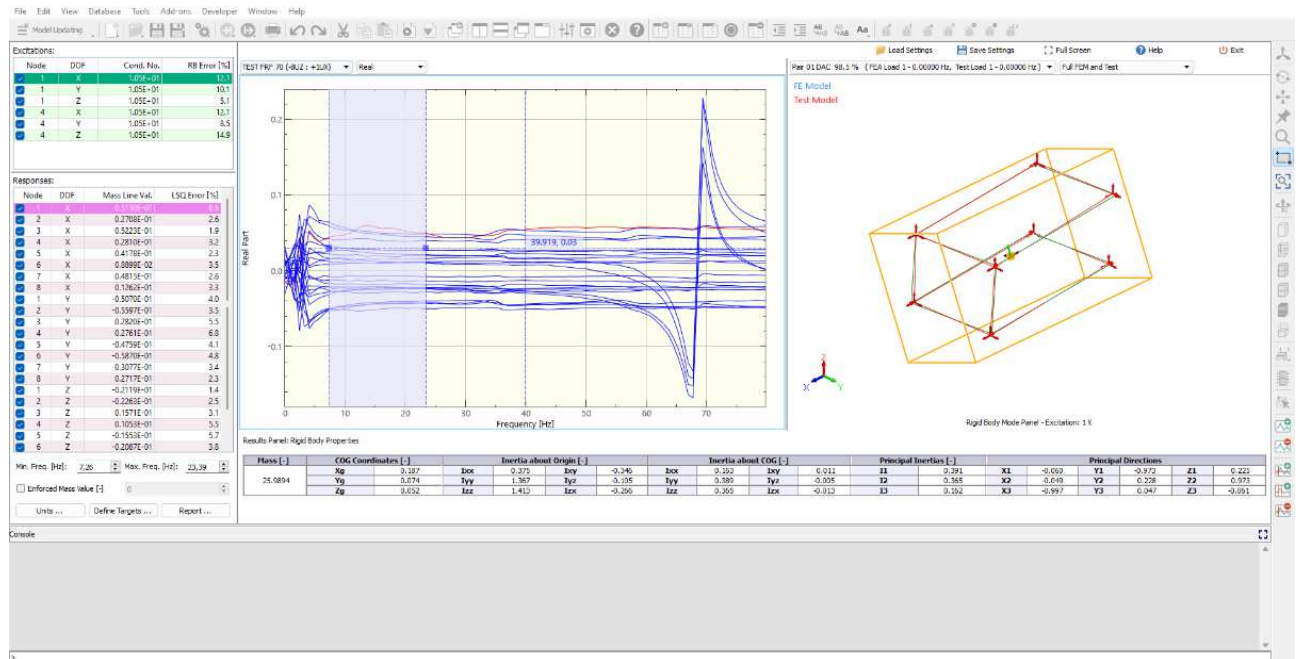 File Edit View Database Tools Add-ons Developer Window Help
Model Updating
Load Settings Save Settings Full Screen Help Exit
Excitations:
Node DOF Cond. No. RB Error [%]
1 X 1.05E+01 12.1
1 Y 1.05E+01 10.1
1 Z 1.05E+01 5.1
4 X 1.05E+01 12.1
4 Y 1.05E+01 8.5
4 Z 1.05E+01 14.9
Responses:
Node DOF Mass Line Val. LSQ Error [%]
1 X
2 X 0.2708E-01 2.6
3 X 0.5223E-01 1.9
4 X 0.2810E-01 3.2
5 X 0.4178E-01 2.3
6 X 0.8899E-02 3.5
7 X 0.4815E-01 2.6
8 X 0.1262E-01 3.3
1 Y -0.5070E-01 4.0
2 Y -0.5597E-01 3.5
3 Y 0.2820E-01 5.5
4 Y 0.2761E-01 6.8
5 Y -0.4759E-01 4.1
6 Y -0.5870E-01 4.8
7 Y 0.3077E-01 3.4
8 Y 0.2717E-01 2.3
1 Z -0.2119E-01 1.4
2 Z -0.2263E-01 2.5
3 Z 0.1571E-01 3.1
4 Z 0.1053E-01 5.5
5 Z -0.1553E-01 5.7
6 Z -0.2087E-01 3.8
Min. Freq. [Hz]: 7,26 Max. Freq. [Hz]: 23,39
Enforced Mass Value [-] 0
Units ... Define Targets ... Report ...
TEST FRF 70 (-8UZ : +1UX) Real
0.2
0.1
0.0
-0.1
Real Part
39.919, 0.03
0 10 20 30 40 50 60 70
Frequency [Hz]
Pair 01 DAC 98.5 % (FEA Load 1 - 0.00000 Hz, Test Load 1 - 0.00000 Hz) Full FEM and Test
FE Model
Test Model
Z
X Y
Rigid Body Mode Panel - Excitation: 1 X
Results Panel: Rigid Body Properties
Mass [-] COG Coordinates [-] Inertia about Origin [-] Inertia about COG [-] Principal Inertias [-] Principal Directions
Xg 0.187 Ixx 0.375 Ixy -0.346 Ixx 0.163 Ixy 0.011 I1 0.391 X1 -0.060 Y1 -0.973 Z1 0.225
25.9894 Yg 0.074 Iyy 1.367 Iyz -0.105 Iyy 0.389 Iyz -0.005 I2 0.365 X2 -0.049 Y2 0.228 Z2 0.973
Zg 0.052 Izz 1.413 Izx -0.266 Izz 0.366 Izx -0.013 I3 0.162 X3 -0.997 Y3 0.047 Z3 -0.061
Console